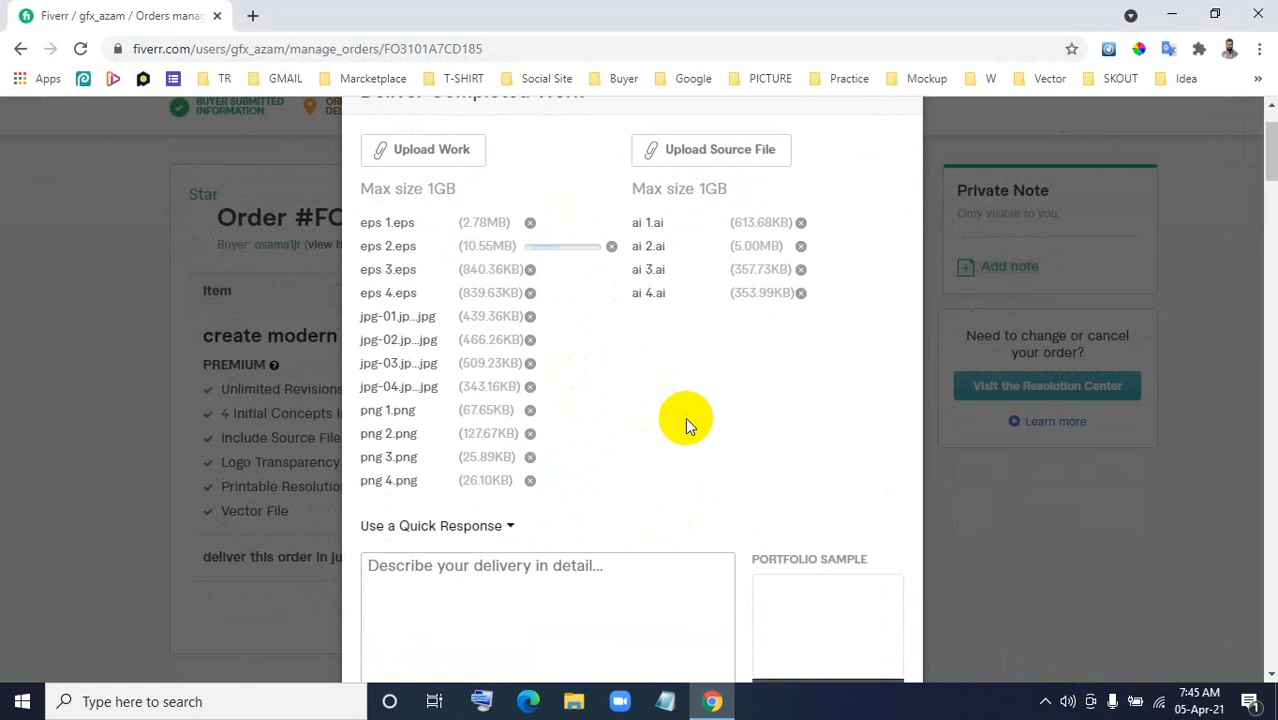 Fiverr / gfx_azam / Orders mana
fiverr.com/users/gfx_azam/manage_orders/FO3101A7CD185
Apps
TR
GMAIL
Marcketplace
T-SHIRT
Social Site
Buyer
Google
PICTURE
Practice
Mockup
W
Vector
SKOUT
Idea
»
BUYER SUBMITTED
INFORMATION
Deliver Completed Work
Upload Work
Upload Source File
Max size 1GB
Max size 1GB
eps 1.eps (2.78MB)
ai 1.ai (613.68KB)
eps 2.eps (10.55MB)
ai 2.ai (5.00MB)
eps 3.eps (840.36KB)
ai 3.ai (357.73KB)
eps 4.eps (839.63KB)
ai 4.ai (353.99KB)
jpg-01.jp...jpg (439.36KB)
jpg-02.jp...jpg (466.26KB)
jpg-03.jp...jpg (509.23KB)
jpg-04.jp...jpg (343.16KB)
png 1.png (67.65KB)
png 2.png (127.67KB)
png 3.png (25.89KB)
png 4.png (26.10KB)
Use a Quick Response
Describe your delivery in detail...
PORTFOLIO SAMPLE
Star
Order #FO
Buyer: osama1jr (view h
Item
create modern
PREMIUM
Unlimited Revisions
4 Initial Concepts I
Include Source File
Logo Transparency
Printable Resolutio
Vector File
deliver this order in ju
Private Note
Only visible to you
Add note
Need to change or cancel
your order?
Visit the Resolution Center
Learn more
Type here to search
7:45 AM
05-Apr-21
1